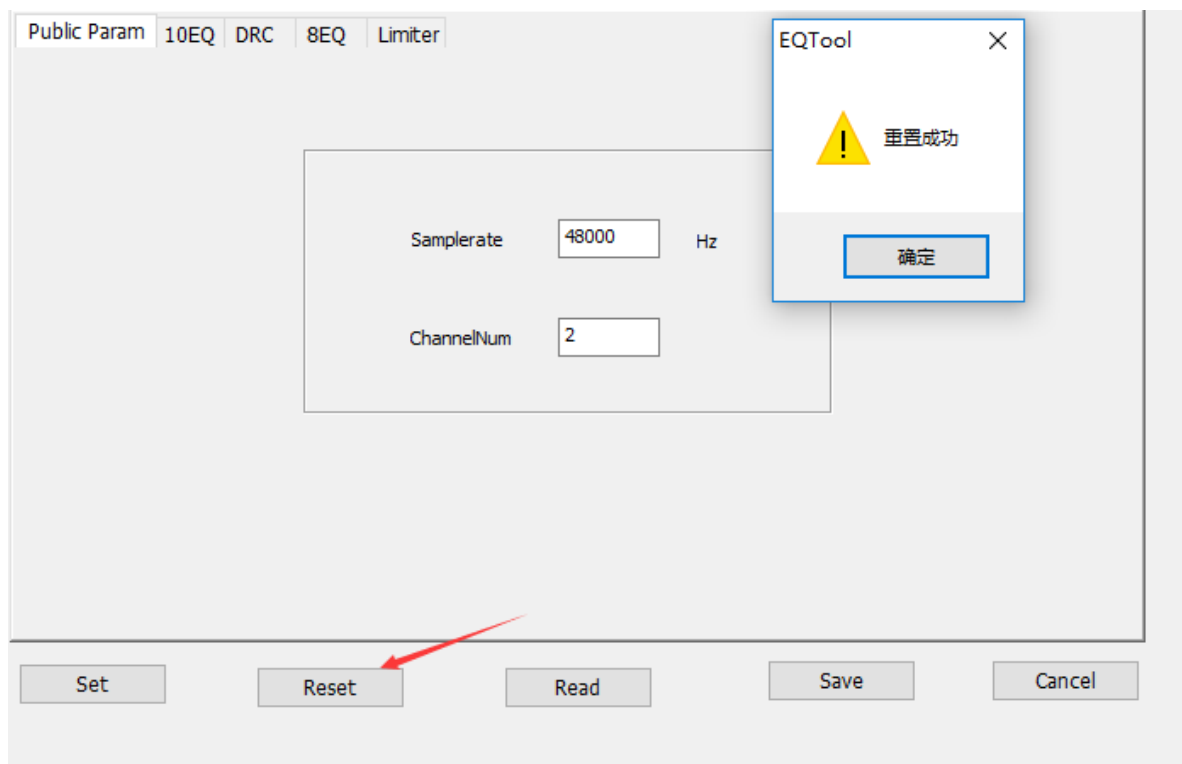 Public Param 10EQ DRC 8EQ Limiter
EQTool
重置成功
确定
Samplerate 48000 Hz
ChannelNum 2
Set Reset Read Save Cancel